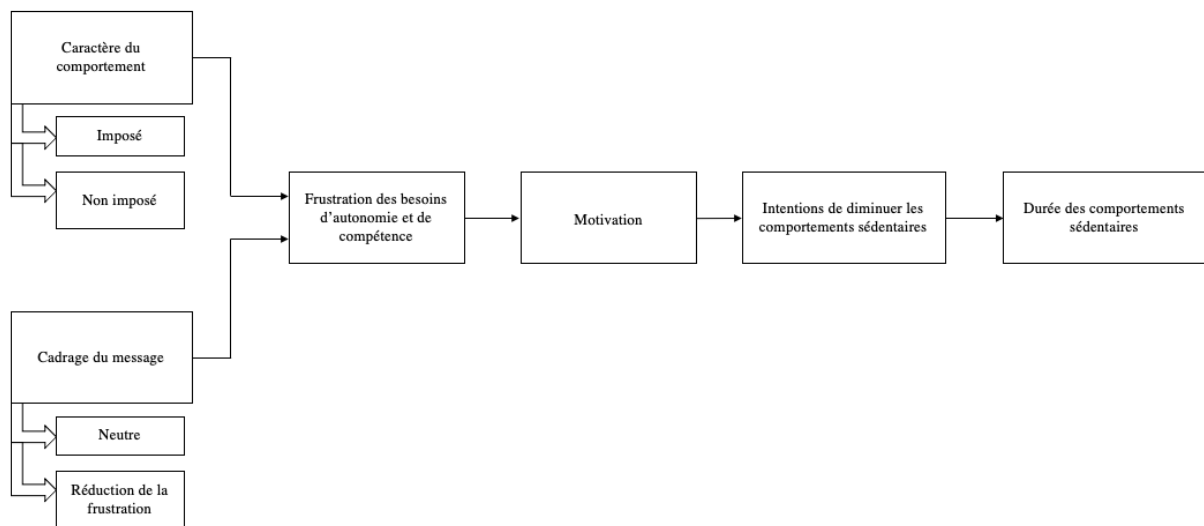 Caractère du
comportement
Imposé
Non imposé
Frustration des besoins
d'autonomie et de
compétence
Motivation
Intentions de diminuer les
comportements sédentaires
Durée des comportements
sédentaires
Cadrage du message
Neutre
Réduction de la
frustration